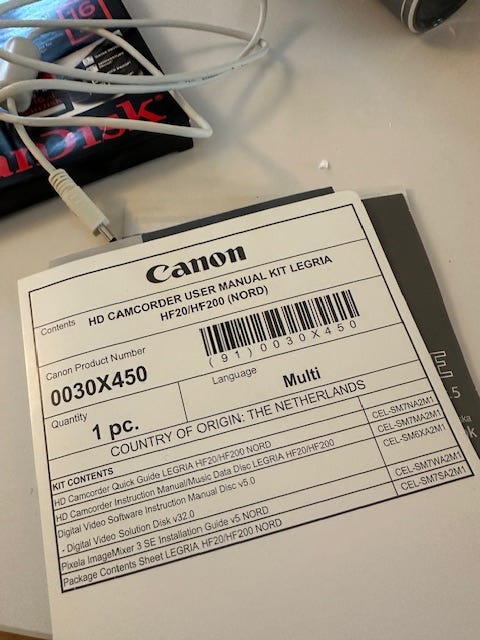 16
SanDisk
Canon
Contents
HD CAMCORDER USER MANUAL KIT LEGRIA
HF20/HF200 (NORD)
Canon Product Number
0030X450
(91)0030X450
Quantity
1 pc.
Language
Multi
COUNTRY OF ORIGIN: THE NETHERLANDS
KIT CONTENTS
HD Camcorder Quick Guide LEGRIA HF20/HF200 NORD
CEL-SM7NA2M1
HD Camcorder Instruction Manual/Music Data Disc LEGRIA HF20/HF200
CEL-SM7MA2M1
Digital Video Software Instruction Manual Disc v5.0
CEL-SM6XA2M1
- Digital Video Solution Disk v32.0
Pixela ImageMixer 3 SE Installation Guide v5 NORD
CEL-SM7WA2M1
Package Contents Sheet LEGRIA HF20/HF200 NORD
CEL-SM7SA2M1
E
.5